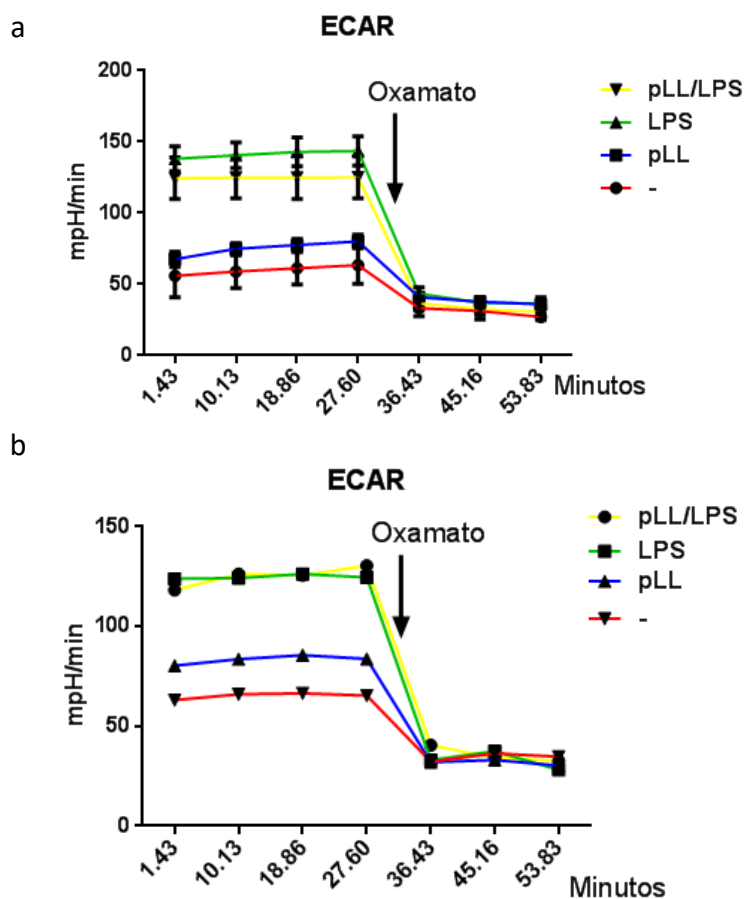 a
ECAR
200
150
100
50
0
mpH/min
Oxamato
pLL/LPS
LPS
pLL
-
1.43
10.13
18.86
27.60
36.43
45.16
53.83
Minutos
b
ECAR
150
100
50
0
mpH/min
Oxamato
pLL/LPS
LPS
pLL
-
1.43
10.13
18.86
27.60
36.43
45.16
53.83
Minutos